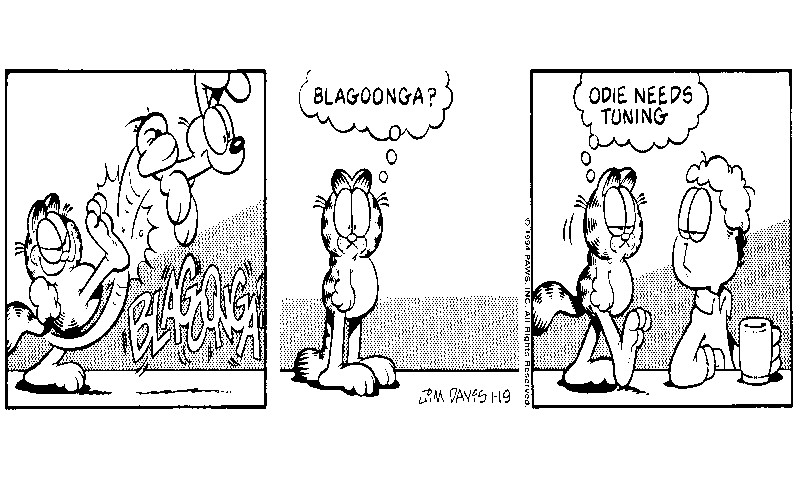 BLAGOONGA!
BLAGOONGA?
JIM DAVIS 1-19
© 1994 PAWS, INC. All Rights Reserved.
ODIE NEEDS
TUNING